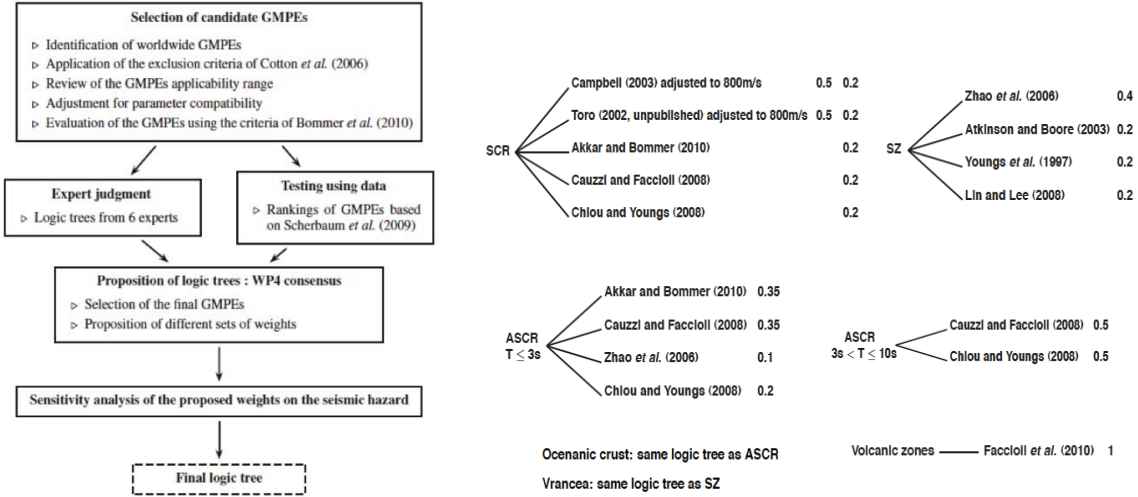 Selection of candidate GMPEs
▷ Identification of worldwide GMPEs
▷ Application of the exclusion criteria of Cotton et al. (2006)
▷ Review of the GMPEs applicability range
▷ Adjustment for parameter compatibility
▷ Evaluation of the GMPEs using the criteria of Bommer et al. (2010)
Expert judgment
▷ Logic trees from 6 experts
Testing using data
▷ Rankings of GMPEs based
on Scherbaum et al. (2009)
Proposition of logic trees : WP4 consensus
▷ Selection of the final GMPEs
▷ Proposition of different sets of weights
Sensitivity analysis of the proposed weights on the seismic hazard
Final logic tree
SCR
Campbell (2003) adjusted to 800m/s 0.5 0.2
Toro (2002, unpublished) adjusted to 800m/s 0.5 0.2
Akkar and Bommer (2010) 0.2
Cauzzi and Faccioli (2008) 0.2
Chiou and Youngs (2008) 0.2
SZ
Zhao et al. (2006) 0.4
Atkinson and Boore (2003) 0.2
Youngs et al. (1997) 0.2
Lin and Lee (2008) 0.2
ASCR
T ≤ 3s
Akkar and Bommer (2010) 0.35
Cauzzi and Faccioli (2008) 0.35
Zhao et al. (2006) 0.1
Chiou and Youngs (2008) 0.2
ASCR
3s < T ≤ 10s
Cauzzi and Faccioli (2008) 0.5
Chiou and Youngs (2008) 0.5
Ocenanic crust: same logic tree as ASCR
Vrancea: same logic tree as SZ
Volcanic zones Faccioli et al. (2010) 1